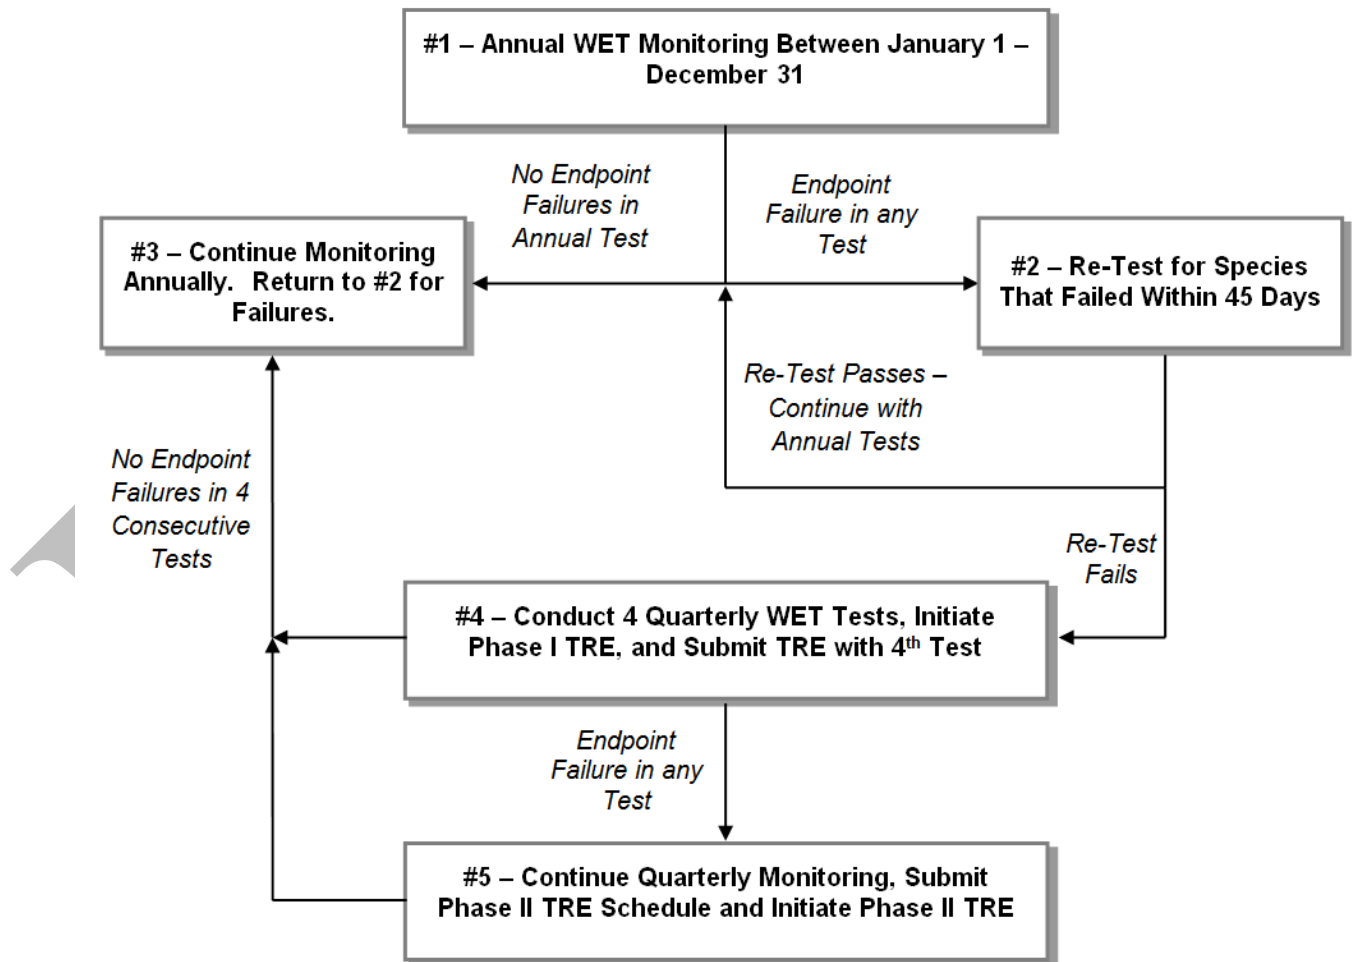 #1 – Annual WET Monitoring Between January 1 –
December 31
No Endpoint
Failures in
Annual Test
Endpoint
Failure in any
Test
#3 – Continue Monitoring
Annually. Return to #2 for
Failures.
#2 – Re-Test for Species
That Failed Within 45 Days
Re-Test Passes –
Continue with
Annual Tests
No Endpoint
Failures in 4
Consecutive
Tests
Re-Test
Fails
#4 – Conduct 4 Quarterly WET Tests, Initiate
Phase I TRE, and Submit TRE with 4th Test
Endpoint
Failure in any
Test
#5 – Continue Quarterly Monitoring, Submit
Phase II TRE Schedule and Initiate Phase II TRE